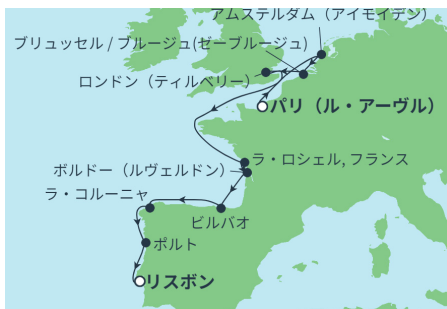 アムステルダム（アイモイデン）
ブリュッセル / ブルージュ(ゼーブルージュ)
ロンドン（ティルベリー）
パリ（ル・アーヴル）
ラ・ロシェル, フランス
ボルドー（ルヴェルドン）
ラ・コルーニャ
ビルバオ
ポルト
リスボン